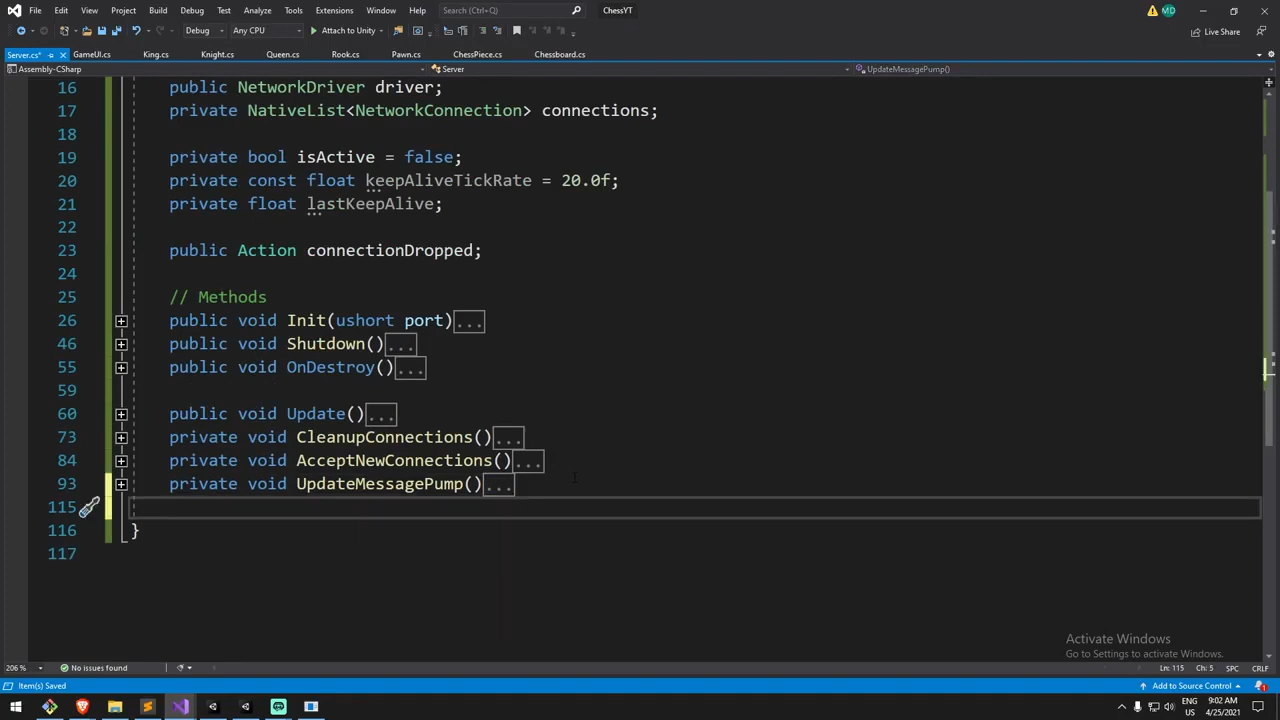 File Edit View Git Project Build Debug Test Analyze Tools Extensions Window Help Search (Ctrl+Q) ChessYT MD
Debug Any CPU Attach to Unity Live Share
Server.cs* GameUI.cs King.cs Knight.cs Queen.cs Rook.cs Pawn.cs ChessPiece.cs Chessboard.cs
Assembly-CSharp Server UpdateMessagePump()
16 public NetworkDriver driver;
17 private NativeList<NetworkConnection> connections;
18
19 private bool isActive = false;
20 private const float keepAliveTickRate = 20.0f;
21 private float lastKeepAlive;
22
23 public Action connectionDropped;
24
25 // Methods
26 public void Init(ushort port)...
46 public void Shutdown()...
55 public void OnDestroy()...
59
60 public void Update()...
73 private void CleanupConnections()...
84 private void AcceptNewConnections()...
93 private void UpdateMessagePump()...
115
116 }
117
Activate Windows
Go to Settings to activate Windows.
206 % No issues found Ln: 115 Ch: 5 SPC CRLF
Item(s) Saved Add to Source Control 1
ENG 9:02 AM
US 4/25/2021